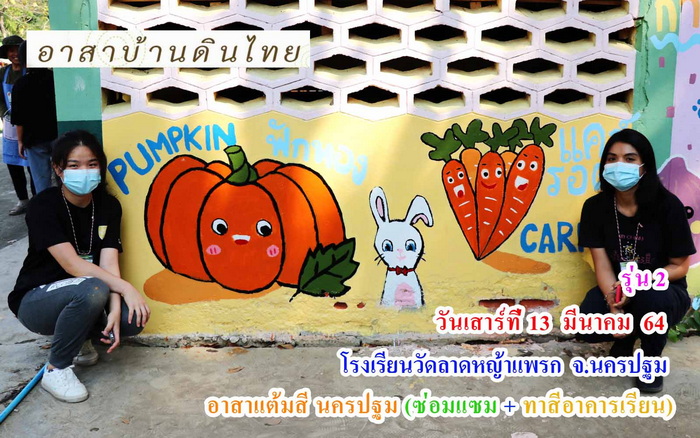 อาสาบ้านดินไทย
PUMPKIN ฟักทอง
แค
รอ
CAR
รุ่น 2
วันเสาร์ที่ 13 มีนาคม 64
โรงเรียนวัดลาดหญ้าแพรก จ.นครปฐม
อาสาแต้มสี นครปฐม (ซ่อมแซม + ทาสีอาคารเรียน)